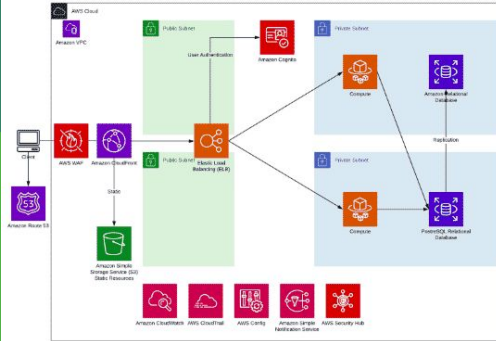 AWS Cloud
Amazon VPC
Public Subnet
Private Subnet
User Authentication
Amazon Cognito
Compute
Amazon Relational
Database
Client
AWS WAF
Amazon CloudFront
Elastic Load
Balancing (ELB)
Replication
Public Subnet
Private Subnet
Static
53
Amazon Route 53
Compute
PostgreSQL Relational
Database
Amazon Simple
Storage Service (S3)
Static Resources
Amazon CloudWatch
AWS CloudTrail
AWS Config
Amazon Simple
Notification Service
AWS Security Hub